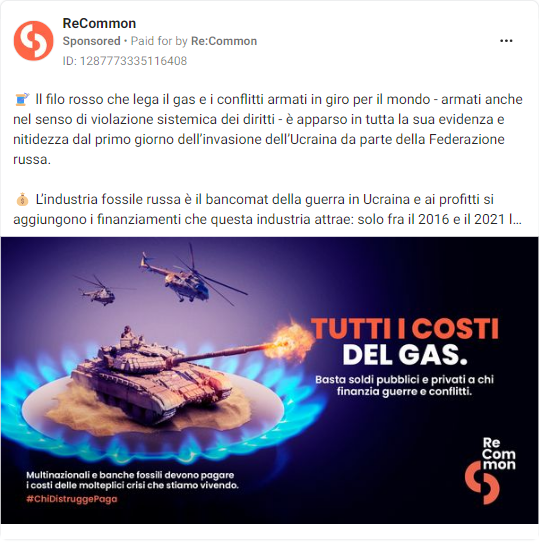 ReCommon
Sponsored • Paid for by Re:Common
ID: 1287773335116408
Il filo rosso che lega il gas e i conflitti armati in giro per il mondo - armati anche
nel senso di violazione sistemica dei diritti - è apparso in tutta la sua evidenza e
nitidezza dal primo giorno dell’invasione dell’Ucraina da parte della Federazione
russa.
L’industria fossile russa è il bancomat della guerra in Ucraina e ai profitti si
aggiungono i finanziamenti che questa industria attrae: solo fra il 2016 e il 2021 l…
TUTTI I COSTI
DEL GAS.
Basta soldi pubblici e privati a chi
finanzia guerre e conflitti.
Re
Com
mon
Multinazionali e banche fossili devono pagare
i costi delle molteplici crisi che stiamo vivendo.
#ChiDistruggePaga